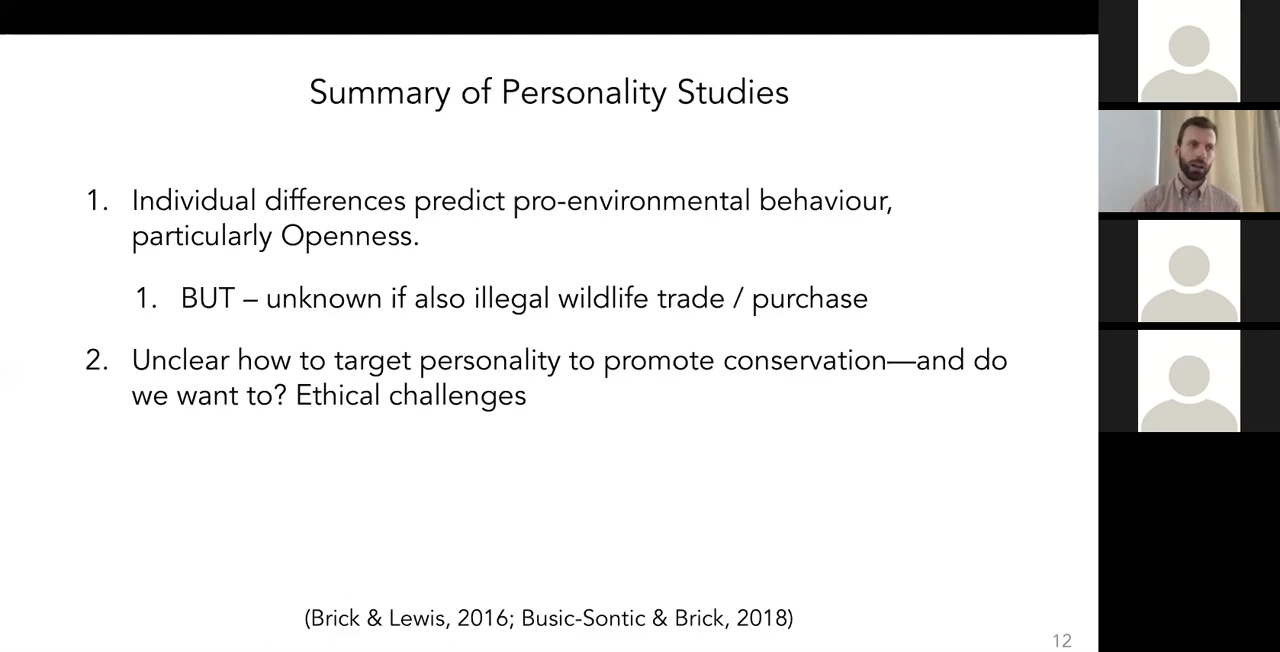 Summary of Personality Studies
1. Individual differences predict pro-environmental behaviour,
particularly Openness.
1. BUT – unknown if also illegal wildlife trade / purchase
2. Unclear how to target personality to promote conservation—and do
we want to? Ethical challenges
(Brick & Lewis, 2016; Busic-Sontic & Brick, 2018)
12